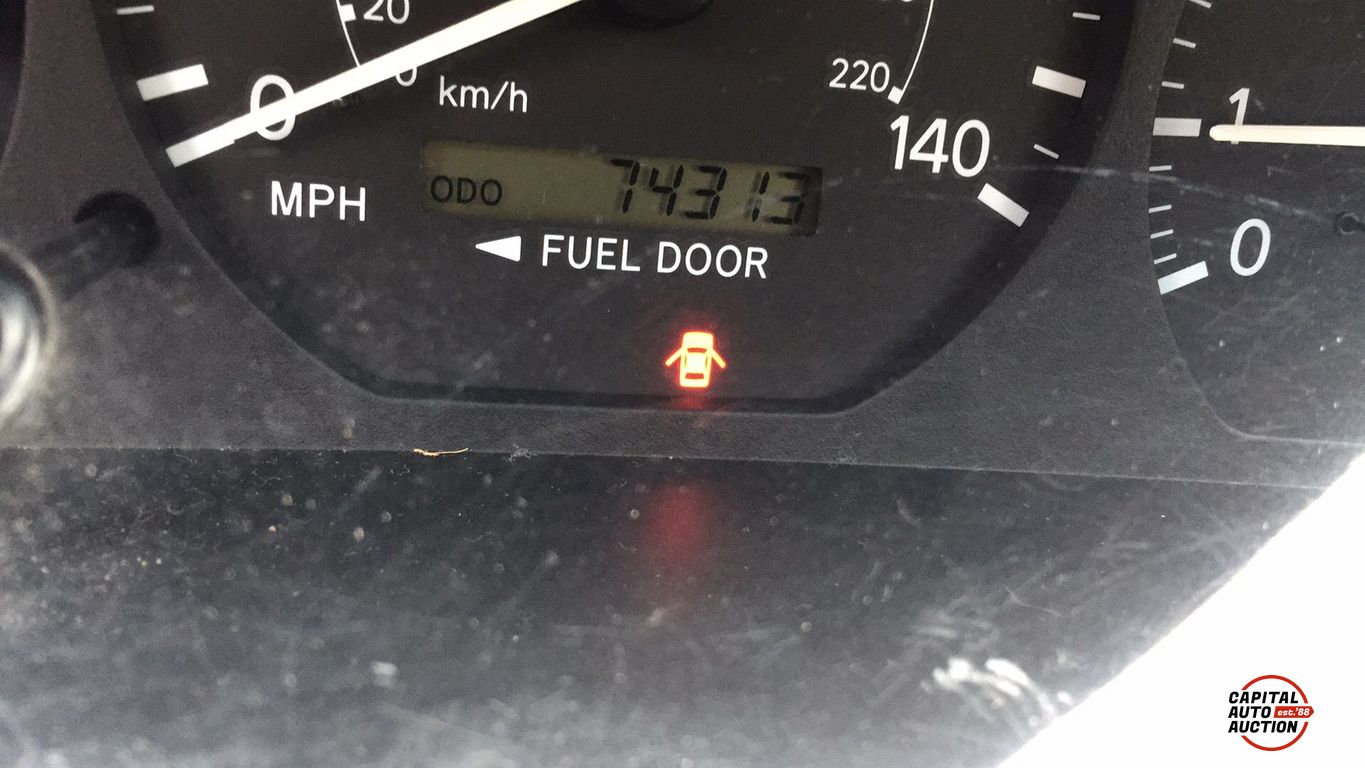 20
0
0
km/h
220
140
1
MPH
ODO 74313
0
FUEL DOOR
CAPITAL
AUTO est.'88
AUCTION